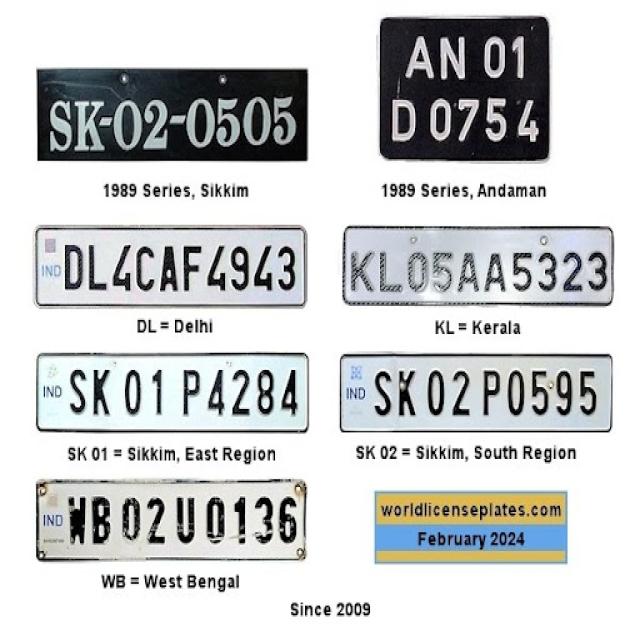 SK-02-0505
AN 01
D 0754
1989 Series, Sikkim
1989 Series, Andaman
IND DL4CAF4943
KL05AA5323
DL = Delhi
KL = Kerala
IND SK 01 P4284
IND SK 02 P0595
SK 01 = Sikkim, East Region
SK 02 = Sikkim, South Region
IND WB 02 U 0136
worldlicenseplates.com
February 2024
WB = West Bengal
Since 2009